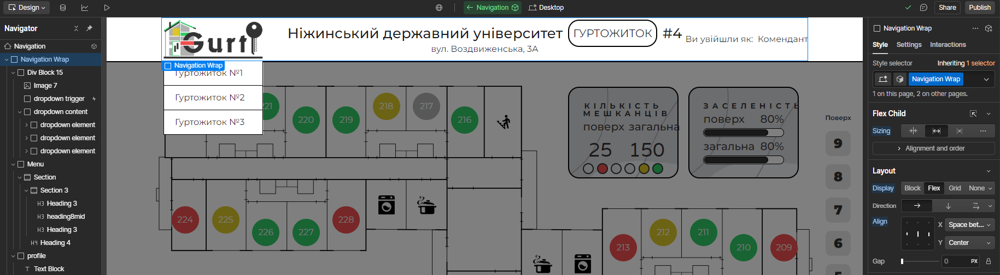 Design
Navigation
Desktop
Share
Publish
Navigator
Navigation
Navigation Wrap
Div Block 15
Image 7
dropdown trigger
dropdown content
dropdown element
dropdown element
dropdown element
Menu
Section
Section 3
H3 Heading 3
H3 heading8mid
H3 Heading 3
H4 Heading 4
profile
T Text Block
Gurt
Ніжинський державний університет ГУРТОЖИТОК #4
вул. Воздвиженська, 3А
Ви увійшли як: Комендант
Navigation Wrap
Гуртожиток №1
Гуртожиток №2
Гуртожиток №3
221
220
219
218
217
216
224
225
226
227
228
213
212
211
210
209
КІЛЬКІСТЬ
МЕШКАНЦІВ
поверх загальна
25 150
ЗАСЕЛЕНІСТЬ
поверх 80%
загальна 80%
Поверх
9
8
7
6
Navigation Wrap
Style Settings Interactions
Style selector Inheriting 1 selector
Navigation Wrap
1 on this page, 2 on other pages.
Flex Child
Sizing
Alignment and order
Layout
Display Block Flex Grid None
Direction
Align X Space bet...
Y Center
Gap 0 PX